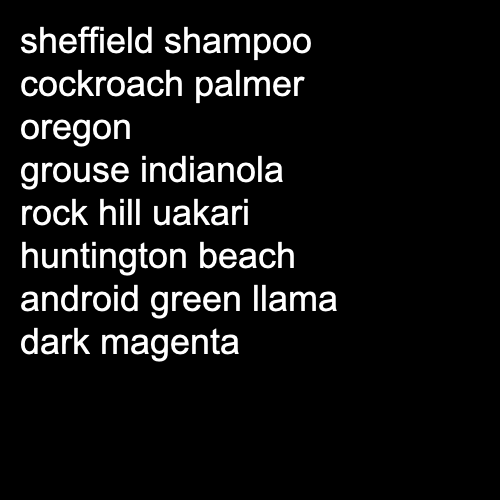 sheffield shampoo
cockroach palmer
oregon
grouse indianola
rock hill uakari
huntington beach
android green llama
dark magenta